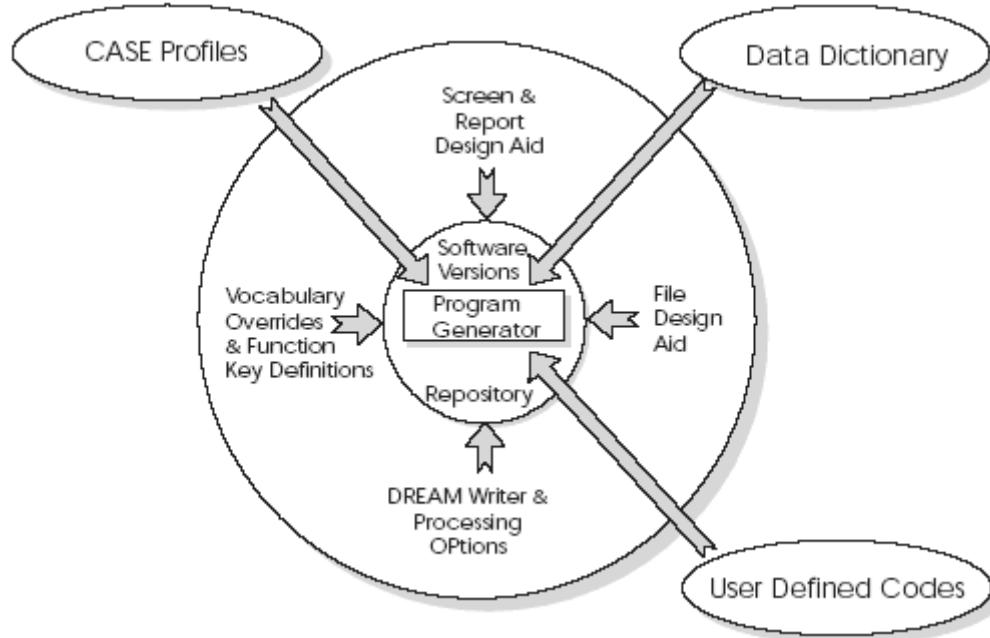 CASE Profiles
Data Dictionary
Screen &
Report
Design Aid
Software
Versions
Program
Generator
Repository
Vocabulary
Overrides
& Function
Key Definitions
File
Design
Aid
DREAM Writer &
Processing
OPtions
User Defined Codes